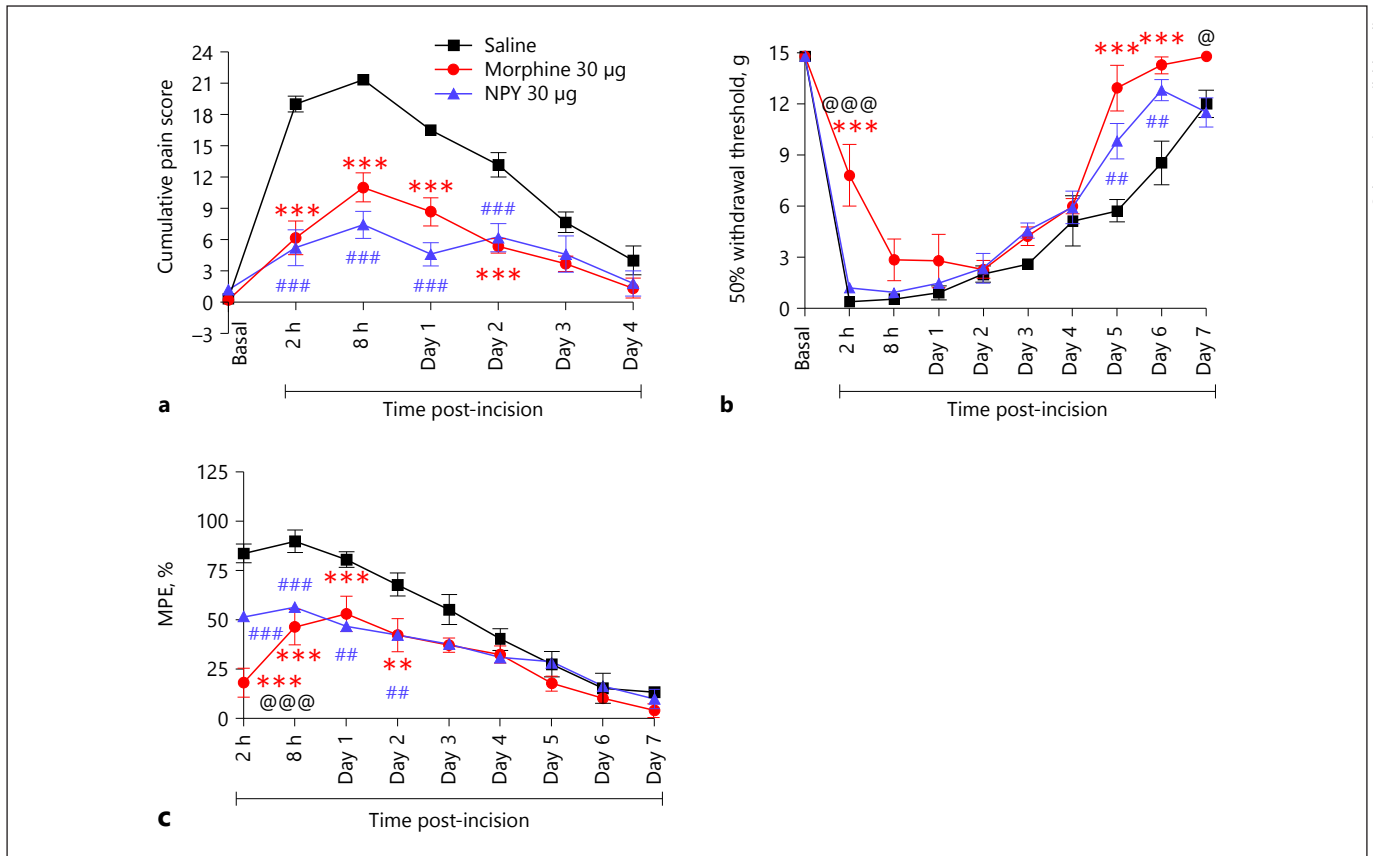 24
21
18
15
12
9
6
3
0
−3
Cumulative pain score
Saline
Morphine 30 μg
NPY 30 μg
***
***
***
***
###
###
###
###
Basal
2 h
8 h
Day 1
Day 2
Day 3
Day 4
Time post-incision
a
15
12
9
6
3
0
50% withdrawal threshold, g
@@@
***
***
***
@
##
##
Basal
2 h
8 h
Day 1
Day 2
Day 3
Day 4
Day 5
Day 6
Day 7
Time post-incision
b
125
100
75
50
25
0
MPE, %
###
***
###
***
##
**
***
##
@@@
2 h
8 h
Day 1
Day 2
Day 3
Day 4
Day 5
Day 6
Day 7
Time post-incision
c